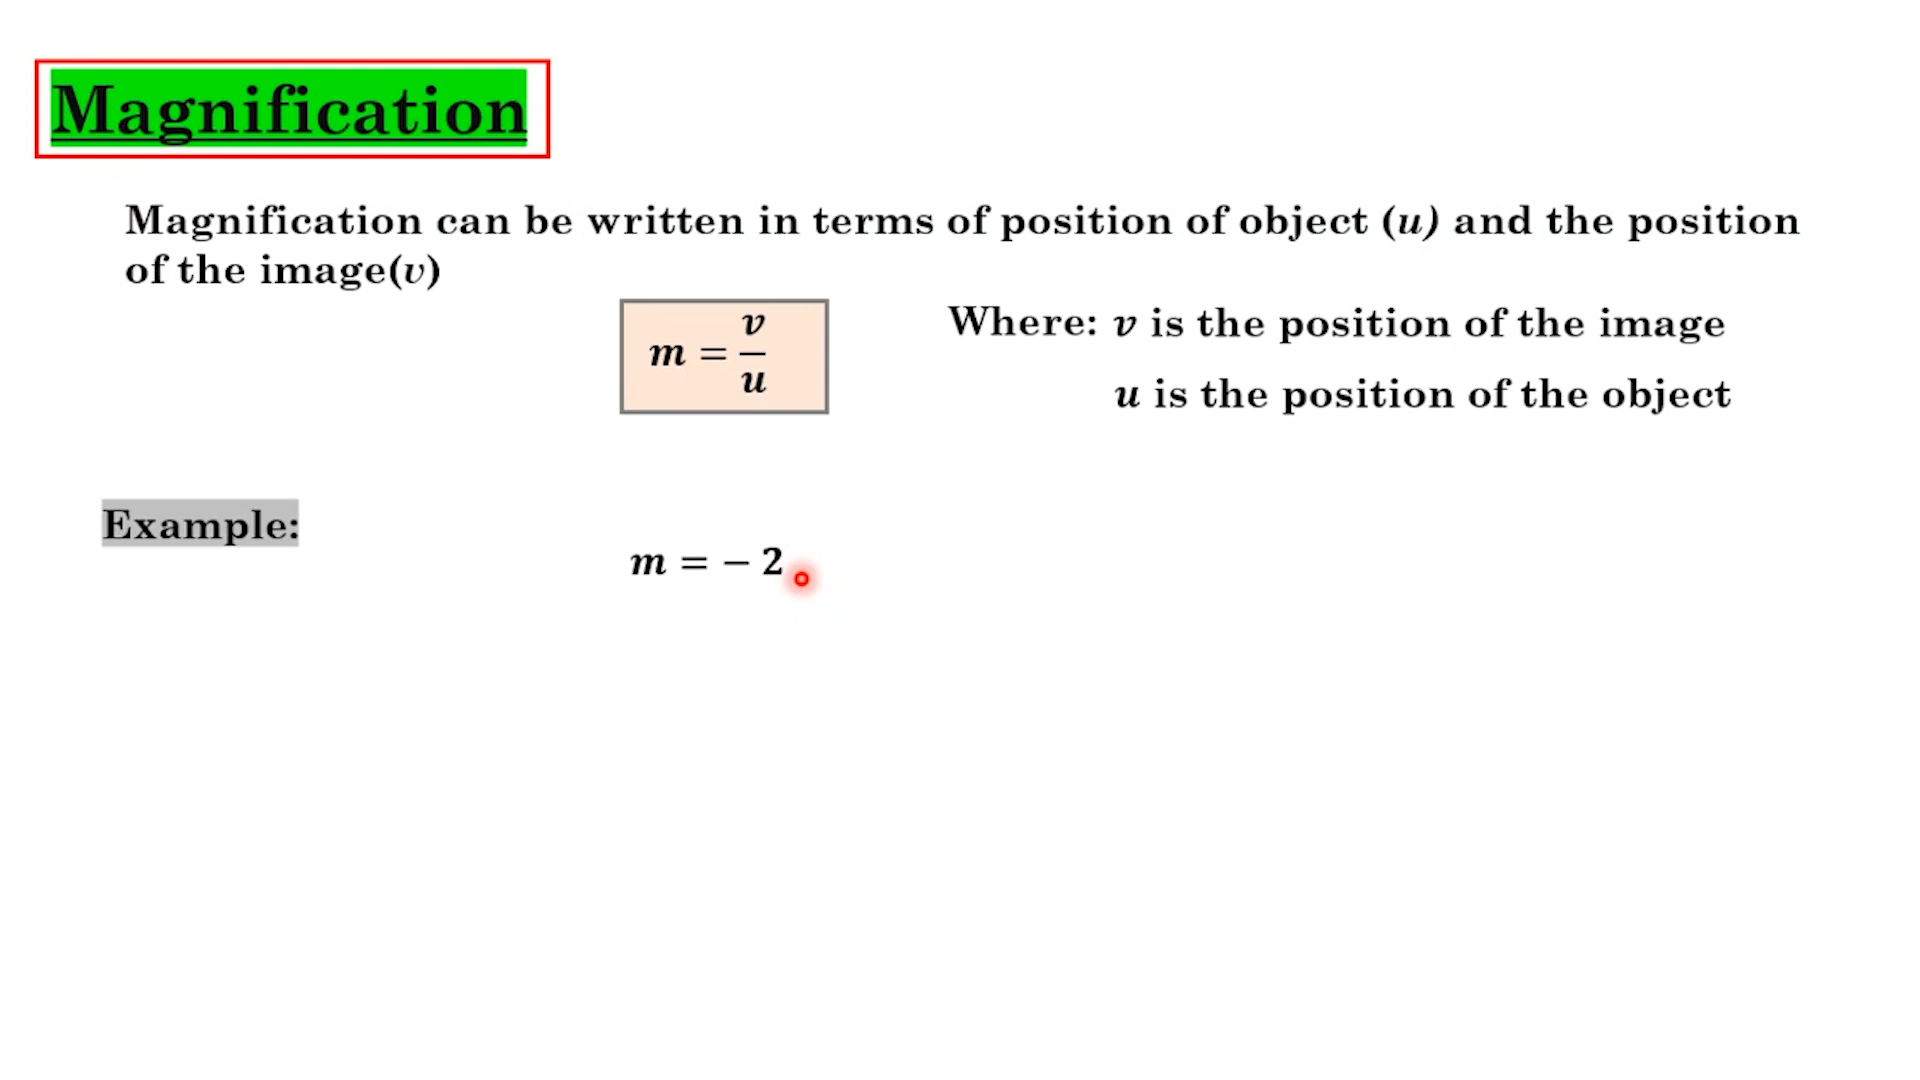 Magnification
Magnification can be written in terms of position of object (u) and the position
of the image(v)
m = v/u
Where: v is the position of the image
u is the position of the object
Example:
m = − 2